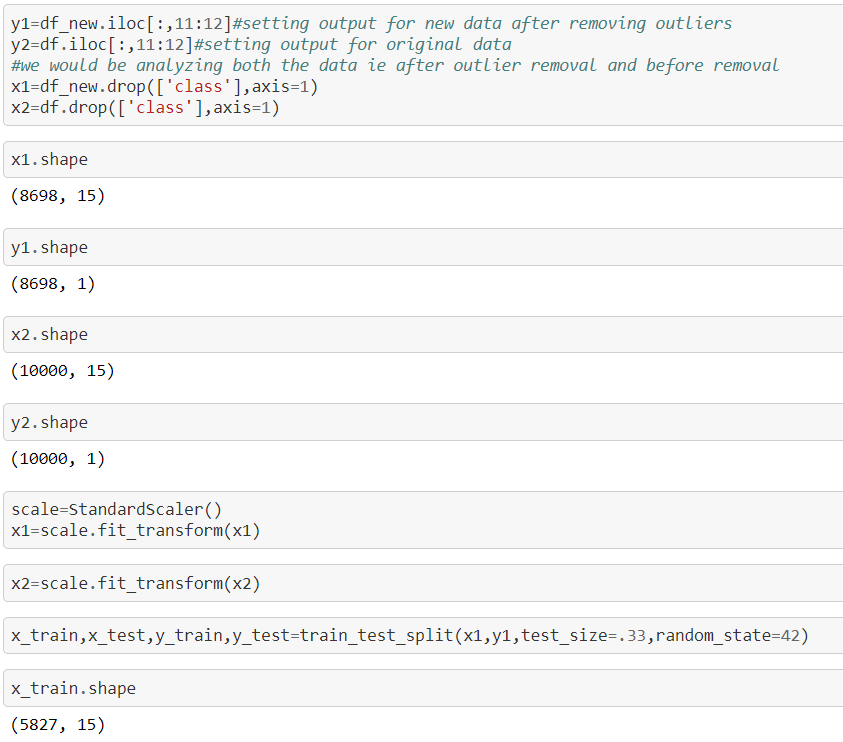 y1=df_new.iloc[:,11:12]#setting output for new data after removing outliers
y2=df.iloc[:,11:12]#setting output for original data
#we would be analyzing both the data ie after outlier removal and before removal
x1=df_new.drop(['class'],axis=1)
x2=df.drop(['class'],axis=1)
x1.shape
(8698, 15)
y1.shape
(8698, 1)
x2.shape
(10000, 15)
y2.shape
(10000, 1)
scale=StandardScaler()
x1=scale.fit_transform(x1)
x2=scale.fit_transform(x2)
x_train,x_test,y_train,y_test=train_test_split(x1,y1,test_size=.33,random_state=42)
x_train.shape
(5827, 15)